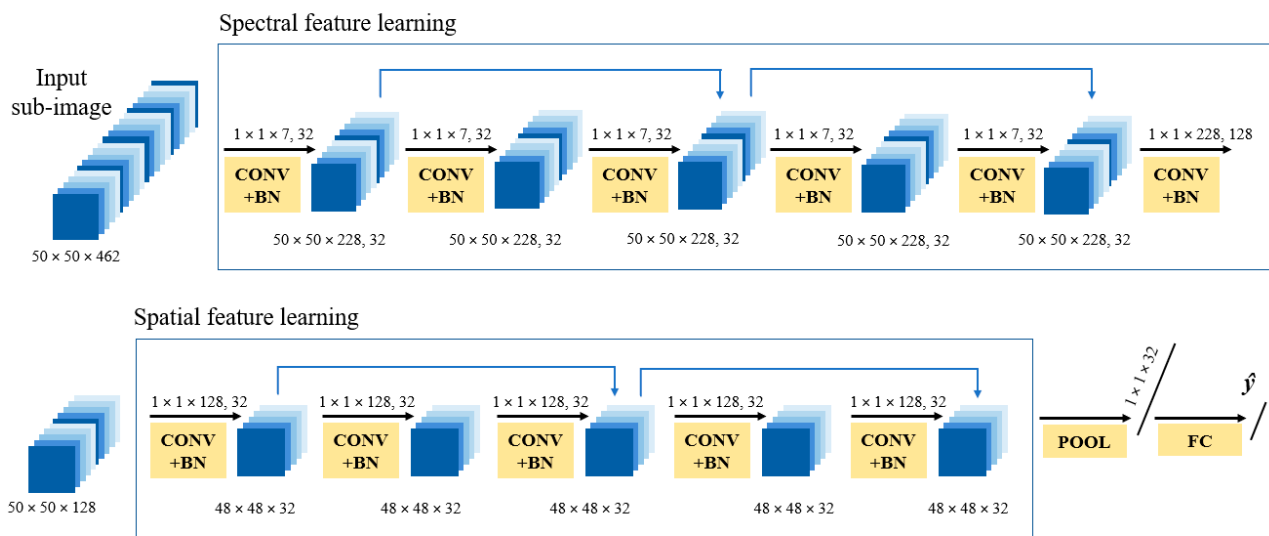 Spectral feature learning
Input
sub-image
1 × 1 × 7, 32
1 × 1 × 7, 32
1 × 1 × 7, 32
1 × 1 × 7, 32
1 × 1 × 7, 32
1 × 1 × 228, 128
CONV
+BN
CONV
+BN
CONV
+BN
CONV
+BN
CONV
+BN
CONV
+BN
50 × 50 × 462
50 × 50 × 228, 32
50 × 50 × 228, 32
50 × 50 × 228, 32
50 × 50 × 228, 32
50 × 50 × 228, 32
Spatial feature learning
1 × 1 × 128, 32
1 × 1 × 128, 32
1 × 1 × 128, 32
1 × 1 × 128, 32
1 × 1 × 128, 32
CONV
+BN
CONV
+BN
CONV
+BN
CONV
+BN
CONV
+BN
1 × 1 × 32
ŷ
POOL
FC
50 × 50 × 128
48 × 48 × 32
48 × 48 × 32
48 × 48 × 32
48 × 48 × 32
48 × 48 × 32